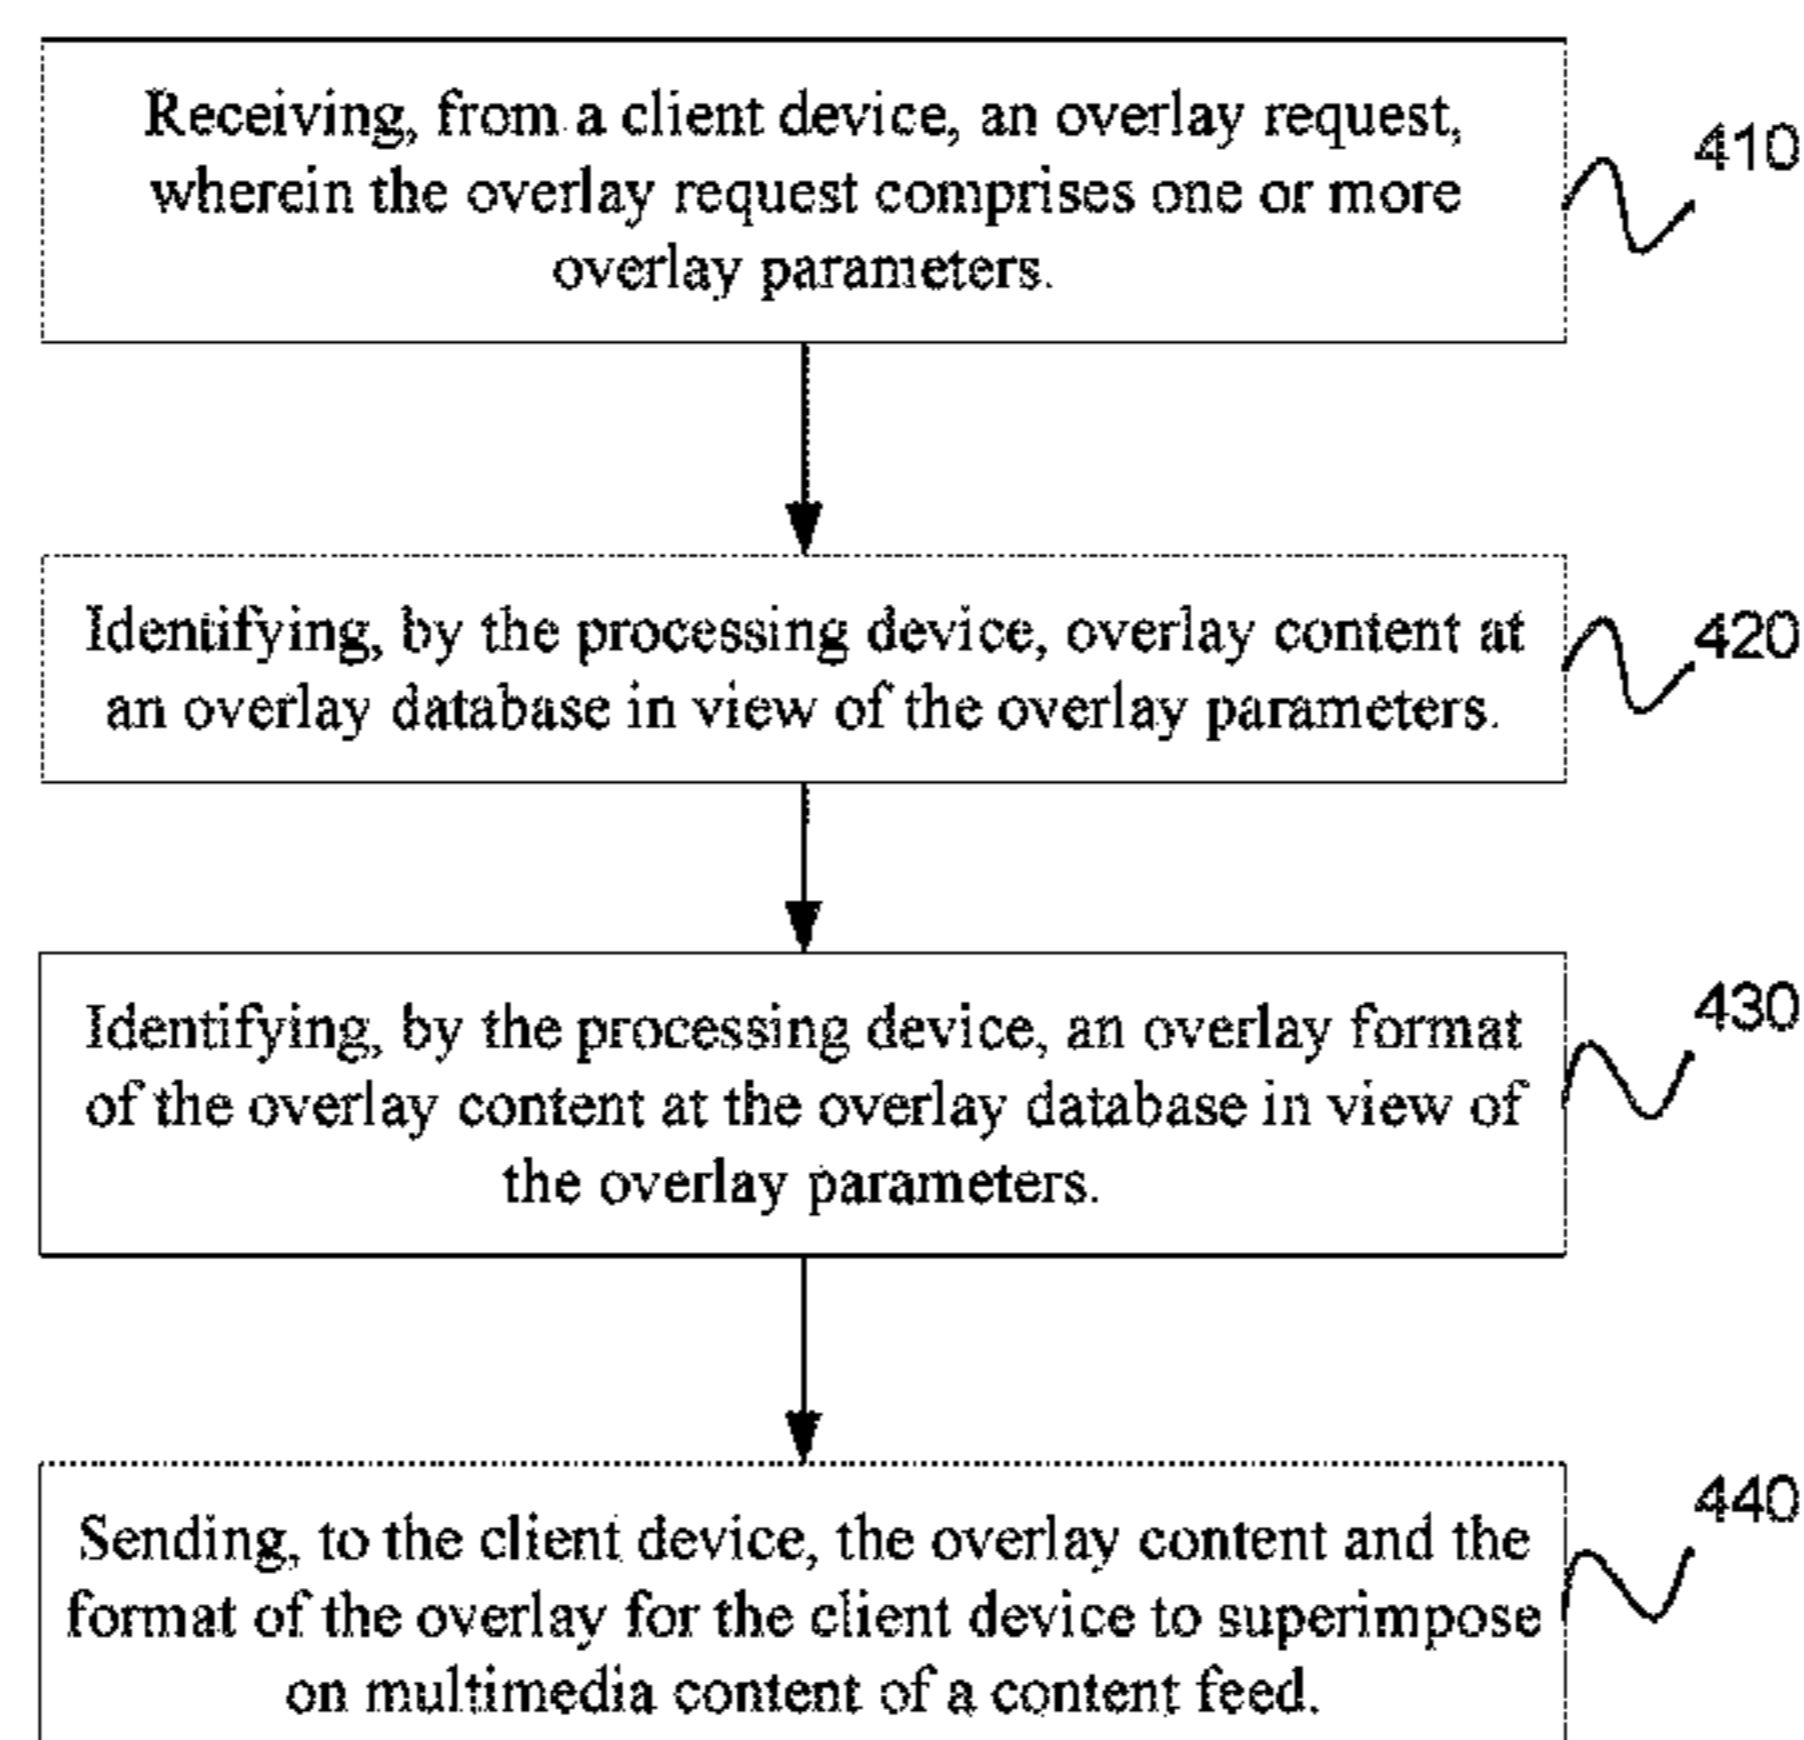 Receiving, from a client device, an overlay request,
wherein the overlay request comprises one or more
overlay parameters.
410
Identifying, by the processing device, overlay content at
an overlay database in view of the overlay parameters.
420
Identifying, by the processing device, an overlay format
of the overlay content at the overlay database in view of
the overlay parameters.
430
Sending, to the client device, the overlay content and the
format of the overlay for the client device to superimpose
on multimedia content of a content feed.
440